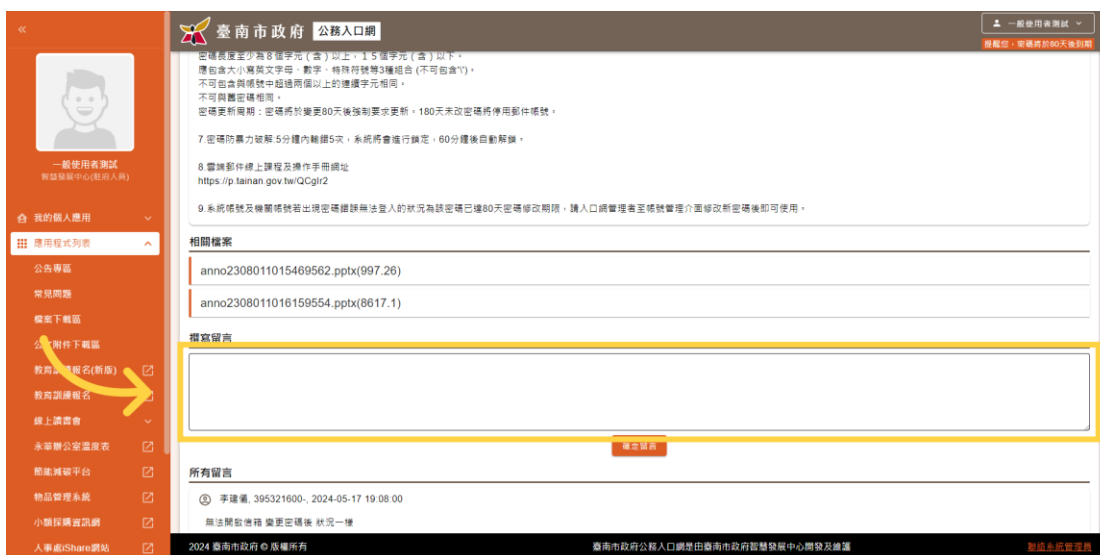 «
臺南市政府 公務入口網
一般使用者測試
提醒您，密碼將於80天後到期
一般使用者測試
智慧發展中心(駐府人員)
我的個人應用
應用程式列表
公告專區
常見問題
檔案下載區
附件下載區
教育訓練報名(新版)
教育訓練報名
線上讀書會
永華辦公室溫度表
節能減碳平台
物品管理系統
小額採購資訊網
人事處iShare網站
密碼長度至少為8個字元(含)以上，15個字元(含)以下。
應包含大小寫英文字母、數字、特殊符號等3種組合 (不可包含"\")。
不可包含與帳號中超過兩個以上的連續字元相同。
不可與舊密碼相同。
密碼更新周期：密碼將於變更80天後強制要求更新。180天未改密碼將停用郵件帳號。
7.密碼防暴力破解:5分鐘內輸錯5次，系統將會進行鎖定，60分鐘後自動解鎖。
8.雲端郵件線上課程及操作手冊網址
https://p.tainan.gov.tw/QCglr2
9.系統帳號及機關帳號若出現密碼錯誤無法登入的狀況為該密碼已達80天密碼修改期限，請入口網管理者至帳號管理介面修改新密碼後即可使用。
相關檔案
anno2308011015469562.pptx(997.26)
anno2308011016159554.pptx(8617.1)
撰寫留言
確定留言
所有留言
395321600-, 2024-05-17 19:08:00
無法開啟信箱 變更密碼後 狀況一樣
2024 臺南市政府 © 版權所有
臺南市政府公務入口網是由臺南市政府智慧發展中心開發及維護
聯絡系統管理員